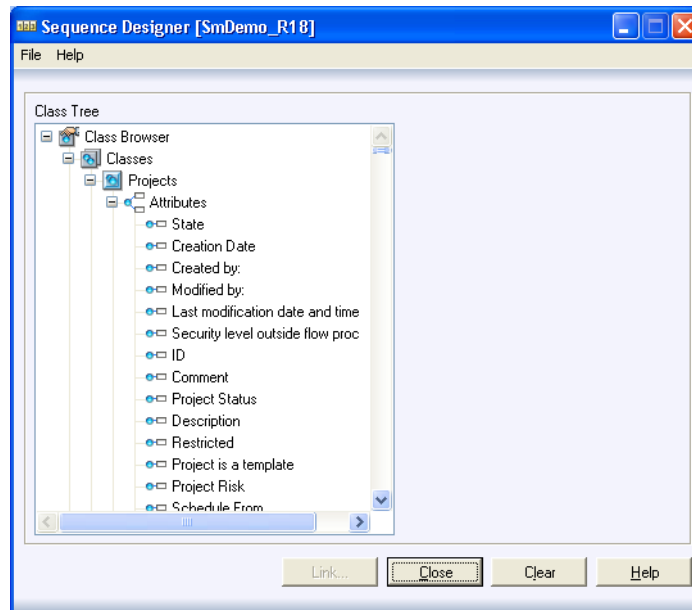 Sequence Designer [SmDemo_R18]
File Help
Class Tree
Class Browser
Classes
Projects
Attributes
State
Creation Date
Created by:
Modified by:
Last modification date and time
Security level outside flow proc
ID
Comment
Project Status
Description
Restricted
Project is a template
Project Risk
Schedule From
Link... Close Clear Help